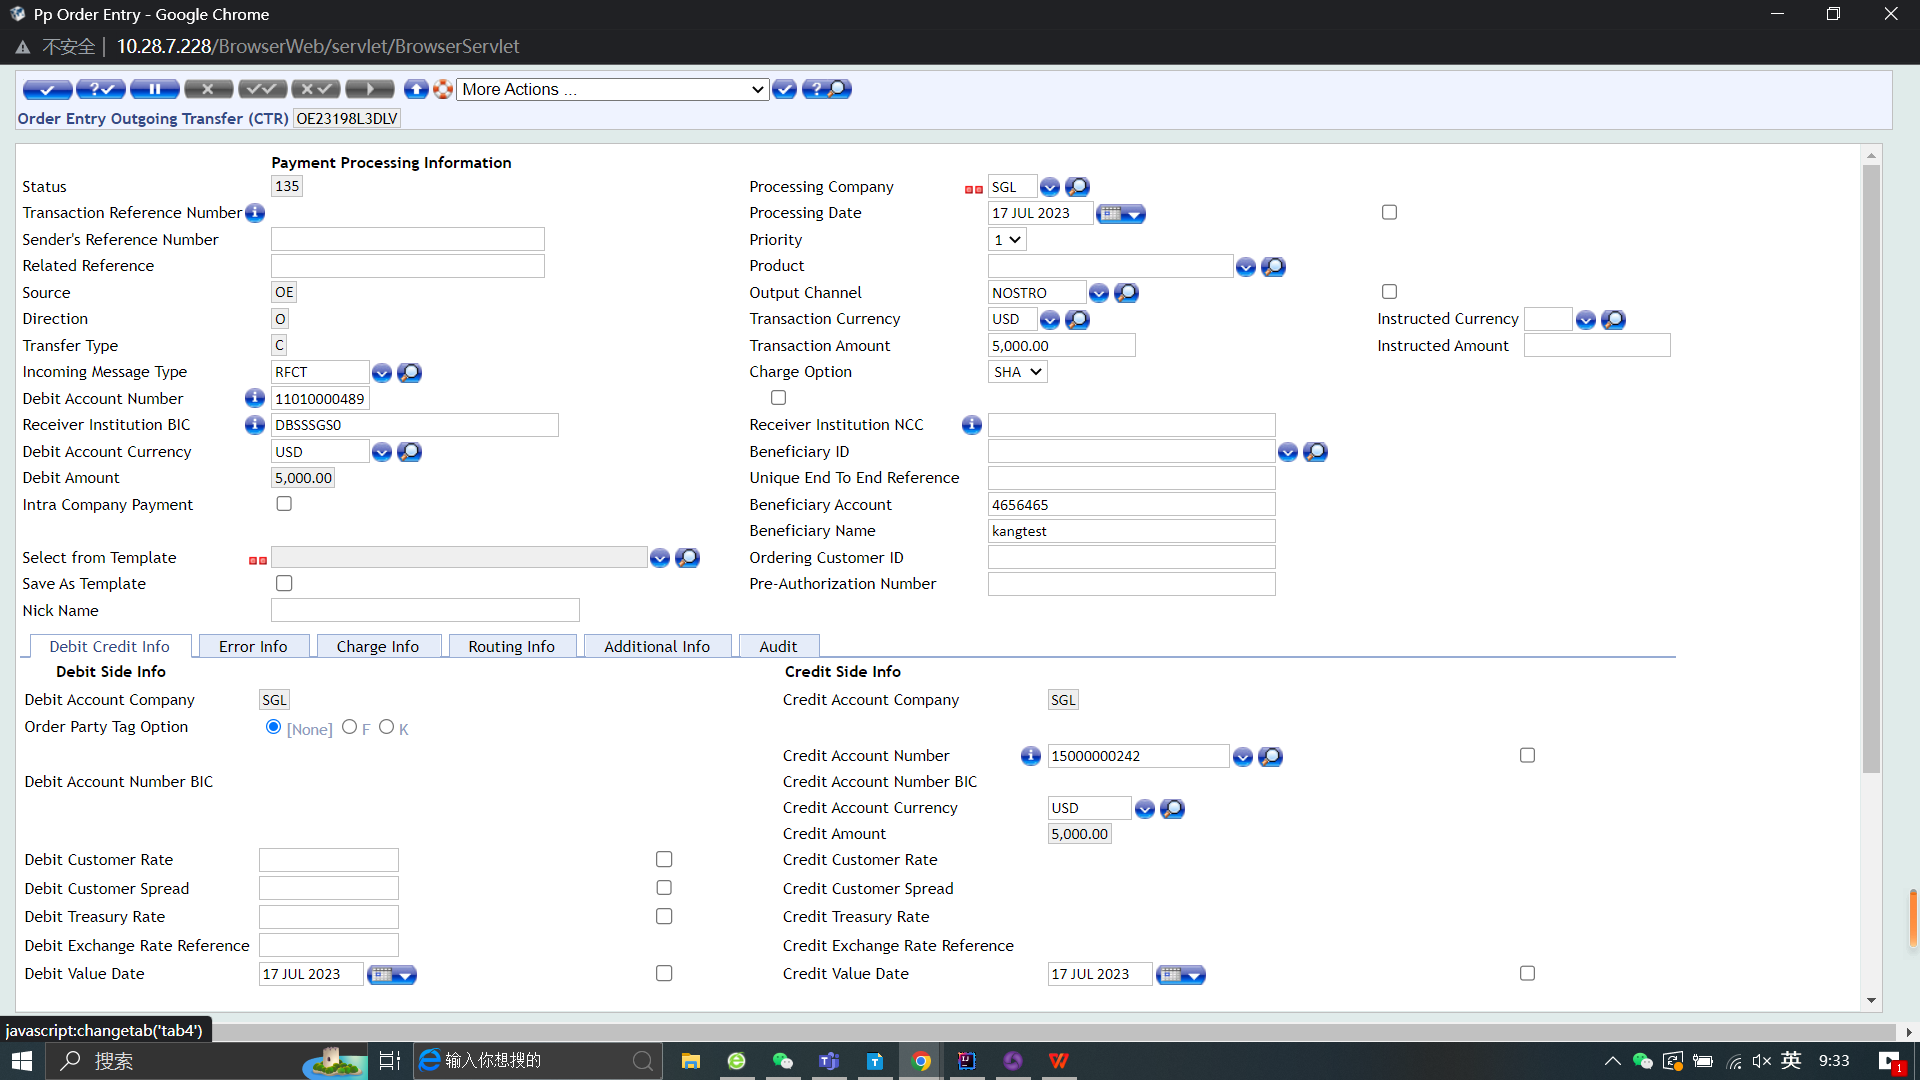 Pp Order Entry - Google Chrome
不安全 | 10.28.7.228/BrowserWeb/servlet/BrowserServlet
More Actions ...
Order Entry Outgoing Transfer (CTR) OE23198L3DLV
Payment Processing Information
Status 135 Processing Company SGL
Transaction Reference Number Processing Date 17 JUL 2023
Sender's Reference Number Priority 1
Related Reference Product
Source OE Output Channel NOSTRO
Direction O Transaction Currency USD Instructed Currency
Transfer Type C Transaction Amount 5,000.00 Instructed Amount
Incoming Message Type RFCT Charge Option SHA
Debit Account Number 11010000489
Receiver Institution BIC DBSSSGS0 Receiver Institution NCC
Debit Account Currency USD Beneficiary ID
Debit Amount 5,000.00 Unique End To End Reference
Intra Company Payment Beneficiary Account 4656465
Beneficiary Name kangtest
Select from Template Ordering Customer ID
Save As Template Pre-Authorization Number
Nick Name
Debit Credit Info Error Info Charge Info Routing Info Additional Info Audit
Debit Side Info Credit Side Info
Debit Account Company SGL Credit Account Company SGL
Order Party Tag Option [None] F K
Credit Account Number 15000000242
Debit Account Number BIC Credit Account Number BIC
Credit Account Currency USD
Credit Amount 5,000.00
Debit Customer Rate Credit Customer Rate
Debit Customer Spread Credit Customer Spread
Debit Treasury Rate Credit Treasury Rate
Debit Exchange Rate Reference Credit Exchange Rate Reference
Debit Value Date 17 JUL 2023 Credit Value Date 17 JUL 2023
javascript:changetab('tab4')
搜索 输入你想搜的 英 9:33 1